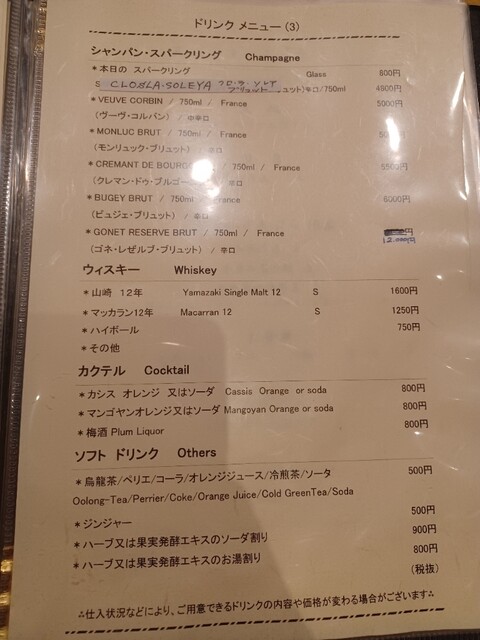 ドリンク メニュー (3)
シャンパン・スパークリング Champagne
＊本日の スパークリング Glass 800円
S CLOSLA-SOLEYA クロ・ラ・ソレヤ ブリュット ュット）辛口/750ml 4800円
＊VEUVE CORBIN / 750ml / France 5000円
（ヴーヴ・コルバン） / 中辛口
＊MONLUC BRUT / 750ml / France
（モンリュック・ブリュット） / 辛口
＊CREMANT DE / 750ml / France 5500円
（クレマン・ドゥ・ブルゴー / 辛口
＊BUGEY BRUT / 750ml / France 6000円
（ビュジェ・ブリュット） / 辛口
＊GONET RESERVE BRUT / 750ml / France 円
（ゴネ・レゼルブ・ブリュット） / 辛口 12.000円
ウィスキー Whiskey
＊山崎 １２年 Yamazaki Single Malt 12 S 1600円
＊マッカラン12年 Macarran 12 S 1250円
＊ハイボール 750円
＊その他
カクテル Cocktail
＊カシス オレンジ 又はソーダ Cassis Orange or soda 800円
＊マンゴヤンオレンジ又はソーダ Mangoyan Orange or soda 800円
＊梅酒 Plum Liquor 800円
ソフト ドリンク Others
＊烏龍茶/ペリエ/コーラ/オレンジジュース/冷煎茶/ソータ 500円
Oolong-Tea/Perrier/Coke/Orange Juice/Cold GreenTea/Soda
＊ジンジャー 500円
＊ハーブ又は果実発酵エキスのソーダ割り 900円
＊ハーブ又は果実発酵エキスのお湯割り 800円
（税抜）
∴仕入状況などにより、ご用意できるドリンクの内容や価格が変わる場合がございます∴